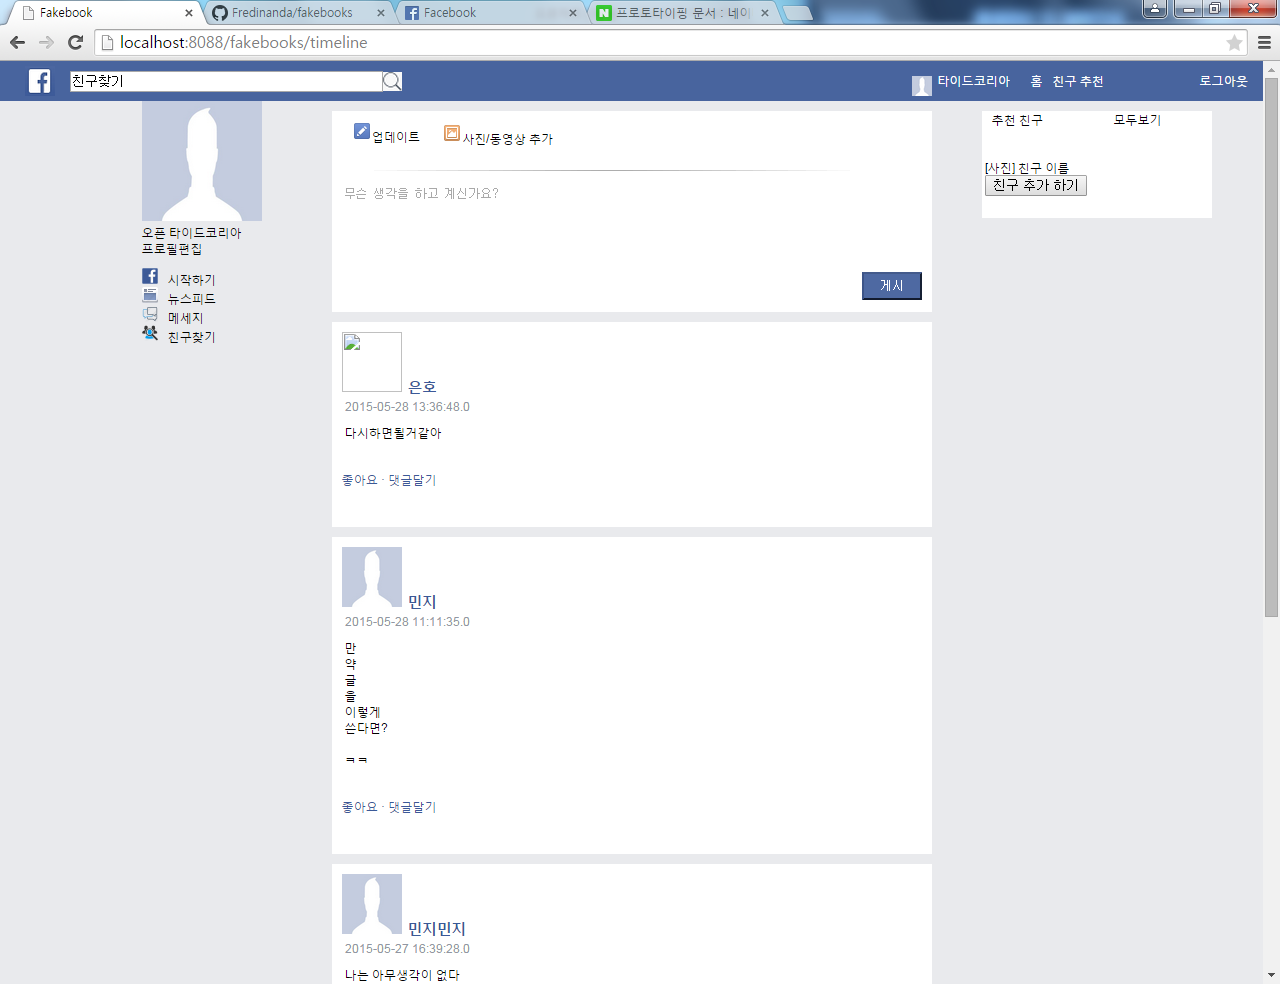 Fakebook
Fredinanda/fakebooks
Facebook
프로토타이핑 문서 : 네이
localhost:8088/fakebooks/timeline
친구찾기
타이드코리아
홈
친구 추천
로그아웃
오픈 타이드코리아
프로필편집
시작하기
뉴스피드
메세지
친구찾기
업데이트
사진/동영상 추가
무슨 생각을 하고 계신가요?
게시
은호
2015-05-28 13:36:48.0
다시하면될거같아
좋아요 · 댓글달기
민지
2015-05-28 11:11:35.0
만
약
글
을
이렇게
쓴다면?
ㅋㅋ
좋아요 · 댓글달기
민지민지
2015-05-27 16:39:28.0
나는 아무생각이 없다
추천 친구
모두보기
[사진] 친구 이름
친구 추가 하기